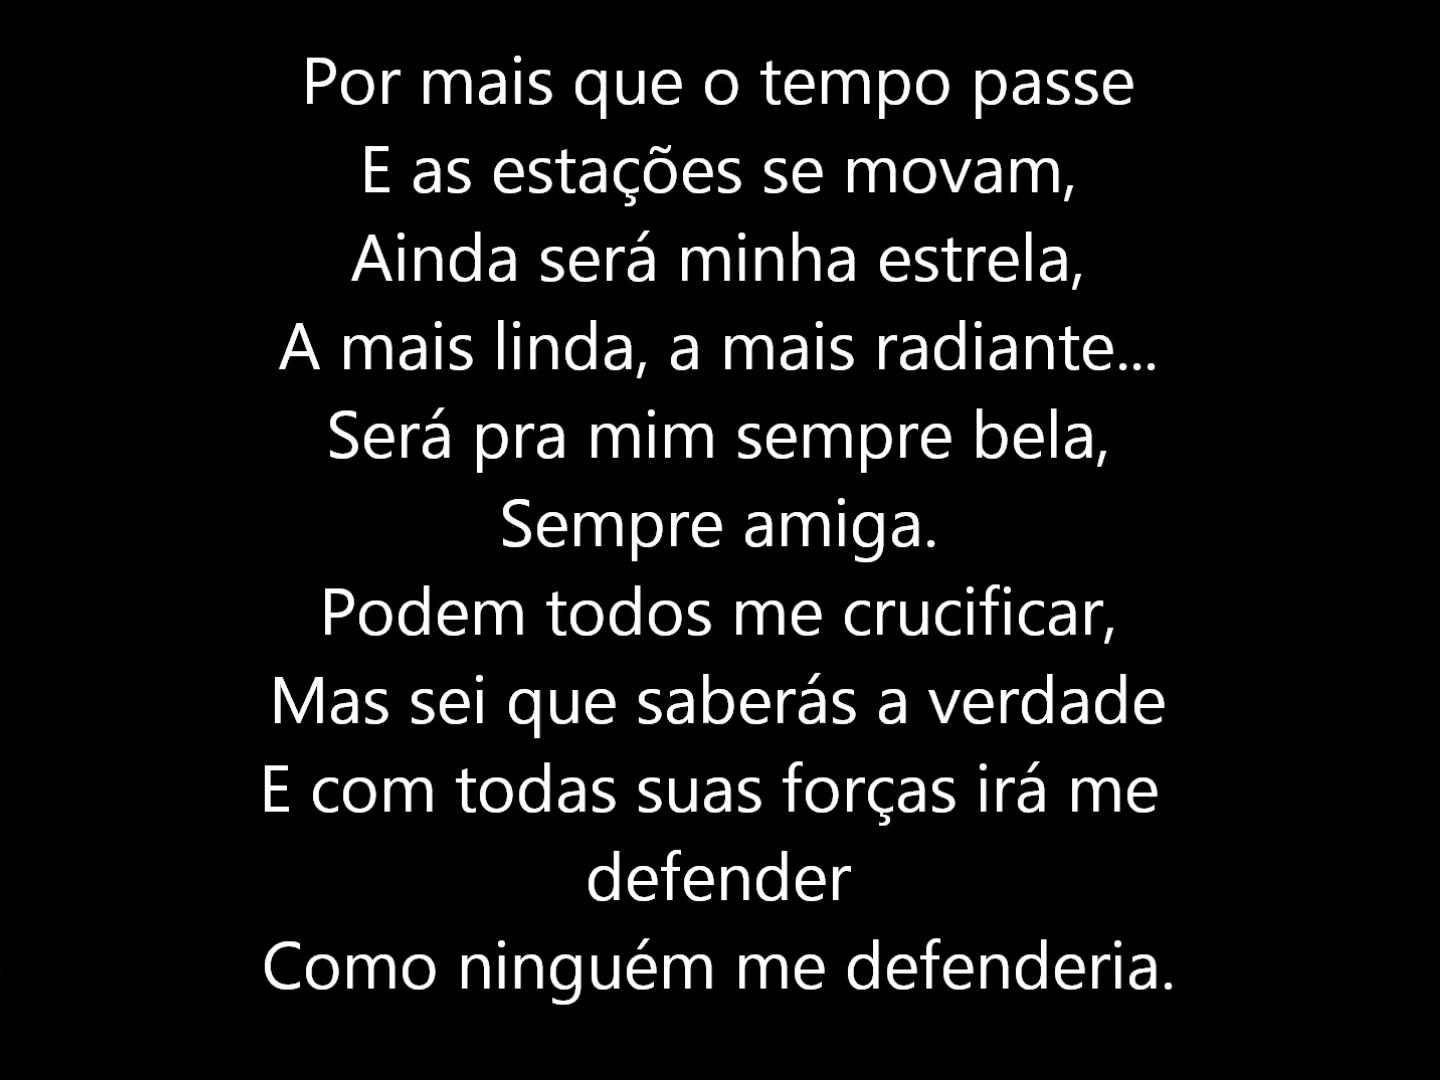 Por mais que o tempo passe
E as estações se movam,
Ainda será minha estrela,
A mais linda, a mais radiante...
Será pra mim sempre bela,
Sempre amiga.
Podem todos me crucificar,
Mas sei que saberás a verdade
E com todas suas forças irá me
defender
Como ninguém me defenderia.